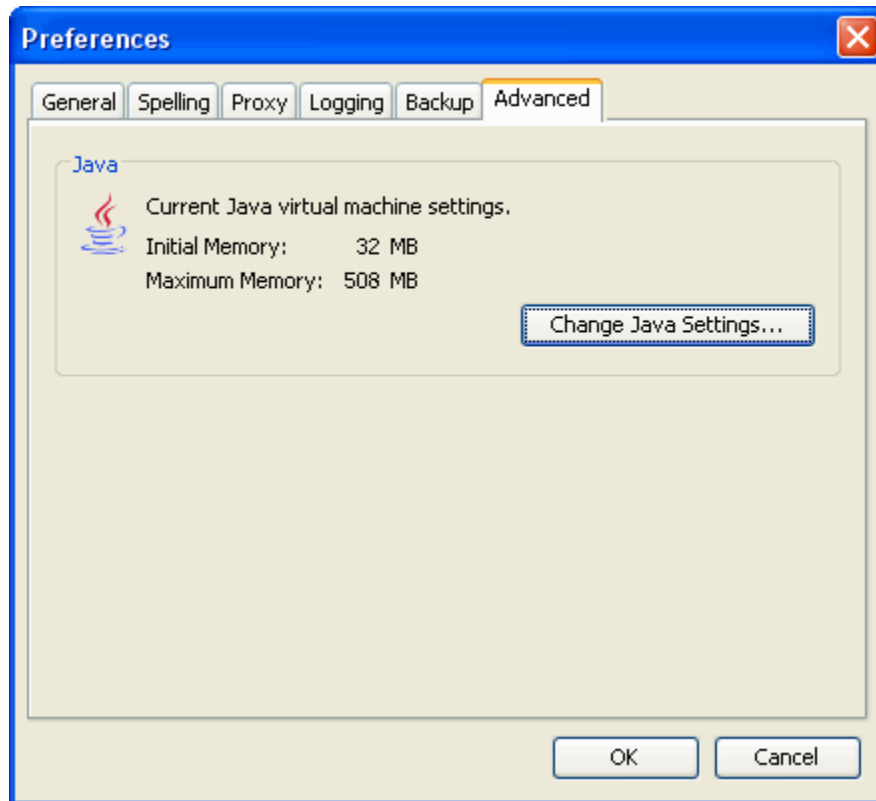 Preferences
General Spelling Proxy Logging Backup Advanced
Java
Current Java virtual machine settings.
Initial Memory: 32 MB
Maximum Memory: 508 MB
Change Java Settings...
OK Cancel